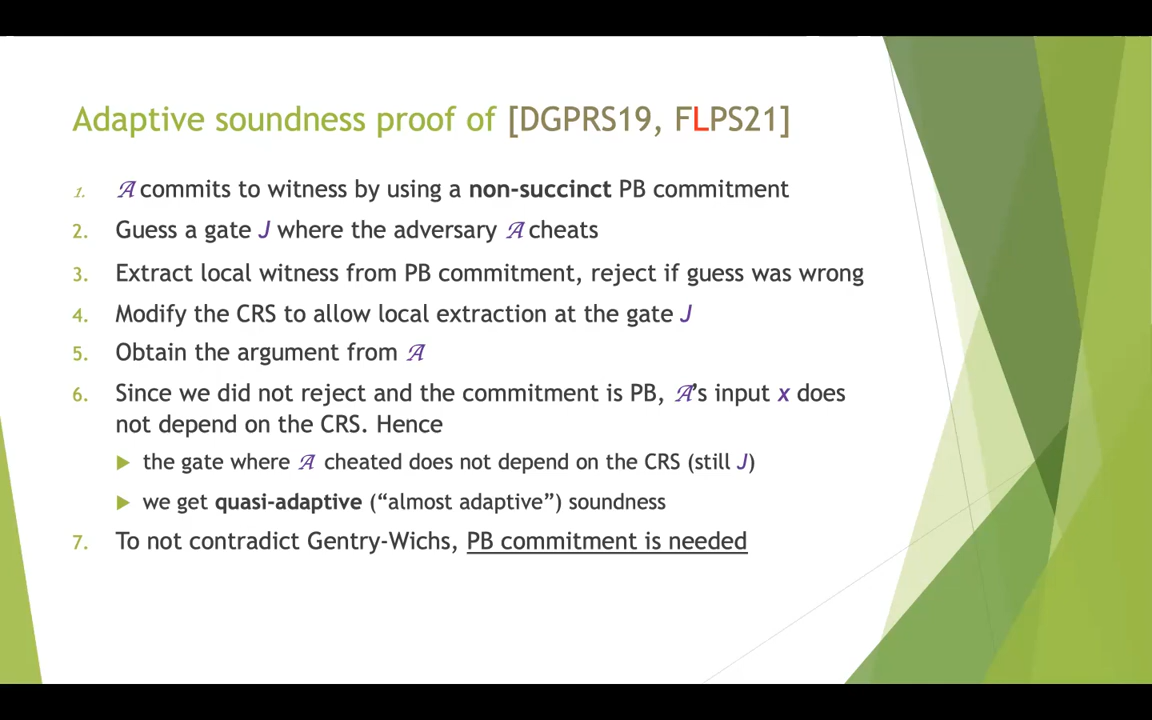 Adaptive soundness proof of [DGPRS19, FLPS21]
1. 𝒜 commits to witness by using a non-succinct PB commitment
2. Guess a gate J where the adversary 𝒜 cheats
3. Extract local witness from PB commitment, reject if guess was wrong
4. Modify the CRS to allow local extraction at the gate J
5. Obtain the argument from 𝒜
6. Since we did not reject and the commitment is PB, 𝒜's input x does
not depend on the CRS. Hence
the gate where 𝒜 cheated does not depend on the CRS (still J)
we get quasi-adaptive (“almost adaptive”) soundness
7. To not contradict Gentry-Wichs, PB commitment is needed